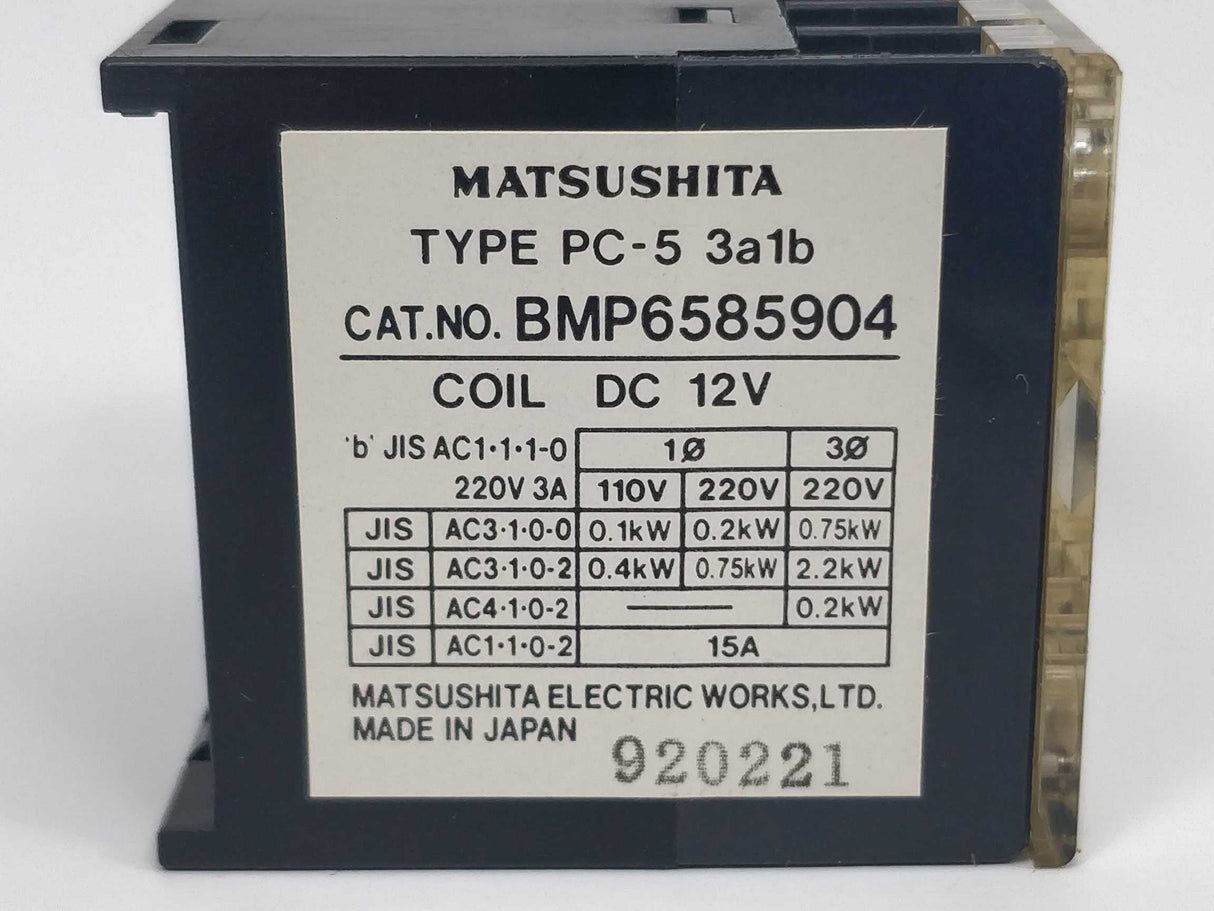 MATSUSHITA
TYPE PC-5 3a1b
CAT.NO. BMP6585904
COIL DC 12V
'b' JIS AC1·1·1-0 1Ø 3Ø
220V 3A 110V 220V 220V
JIS AC3·1·0-0 0.1kW 0.2kW 0.75kW
JIS AC3·1·0-2 0.4kW 0.75kW 2.2kW
JIS AC4·1·0-2 —— 0.2kW
JIS AC1·1·0-2 15A
MATSUSHITA ELECTRIC WORKS,LTD.
MADE IN JAPAN
920221